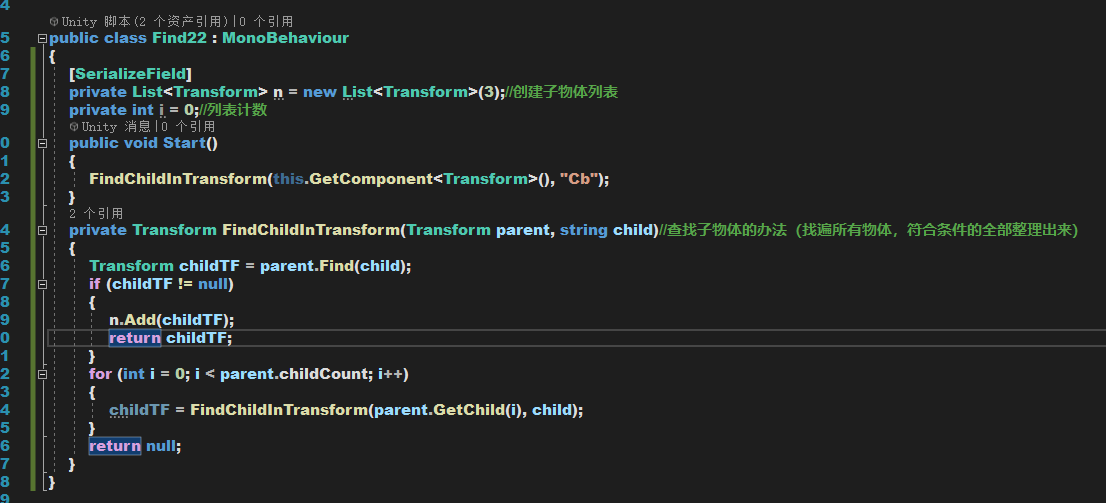 4
Unity 脚本(2 个资产引用)|0 个引用
5 public class Find22 : MonoBehaviour
6 {
7 [SerializeField]
8 private List<Transform> n = new List<Transform>(3);//创建子物体列表
9 private int i = 0;//列表计数
Unity 消息|0 个引用
0 public void Start()
1 {
2 FindChildInTransform(this.GetComponent<Transform>(), "Cb");
3 }
2 个引用
4 private Transform FindChildInTransform(Transform parent, string child)//查找子物体的办法（找遍所有物体，符合条件的全部整理出来）
5 {
6 Transform childTF = parent.Find(child);
7 if (childTF != null)
8 {
9 n.Add(childTF);
0 return childTF;
1 }
2 for (int i = 0; i < parent.childCount; i++)
3 {
4 childTF = FindChildInTransform(parent.GetChild(i), child);
5 }
6 return null;
7 }
8 }
9